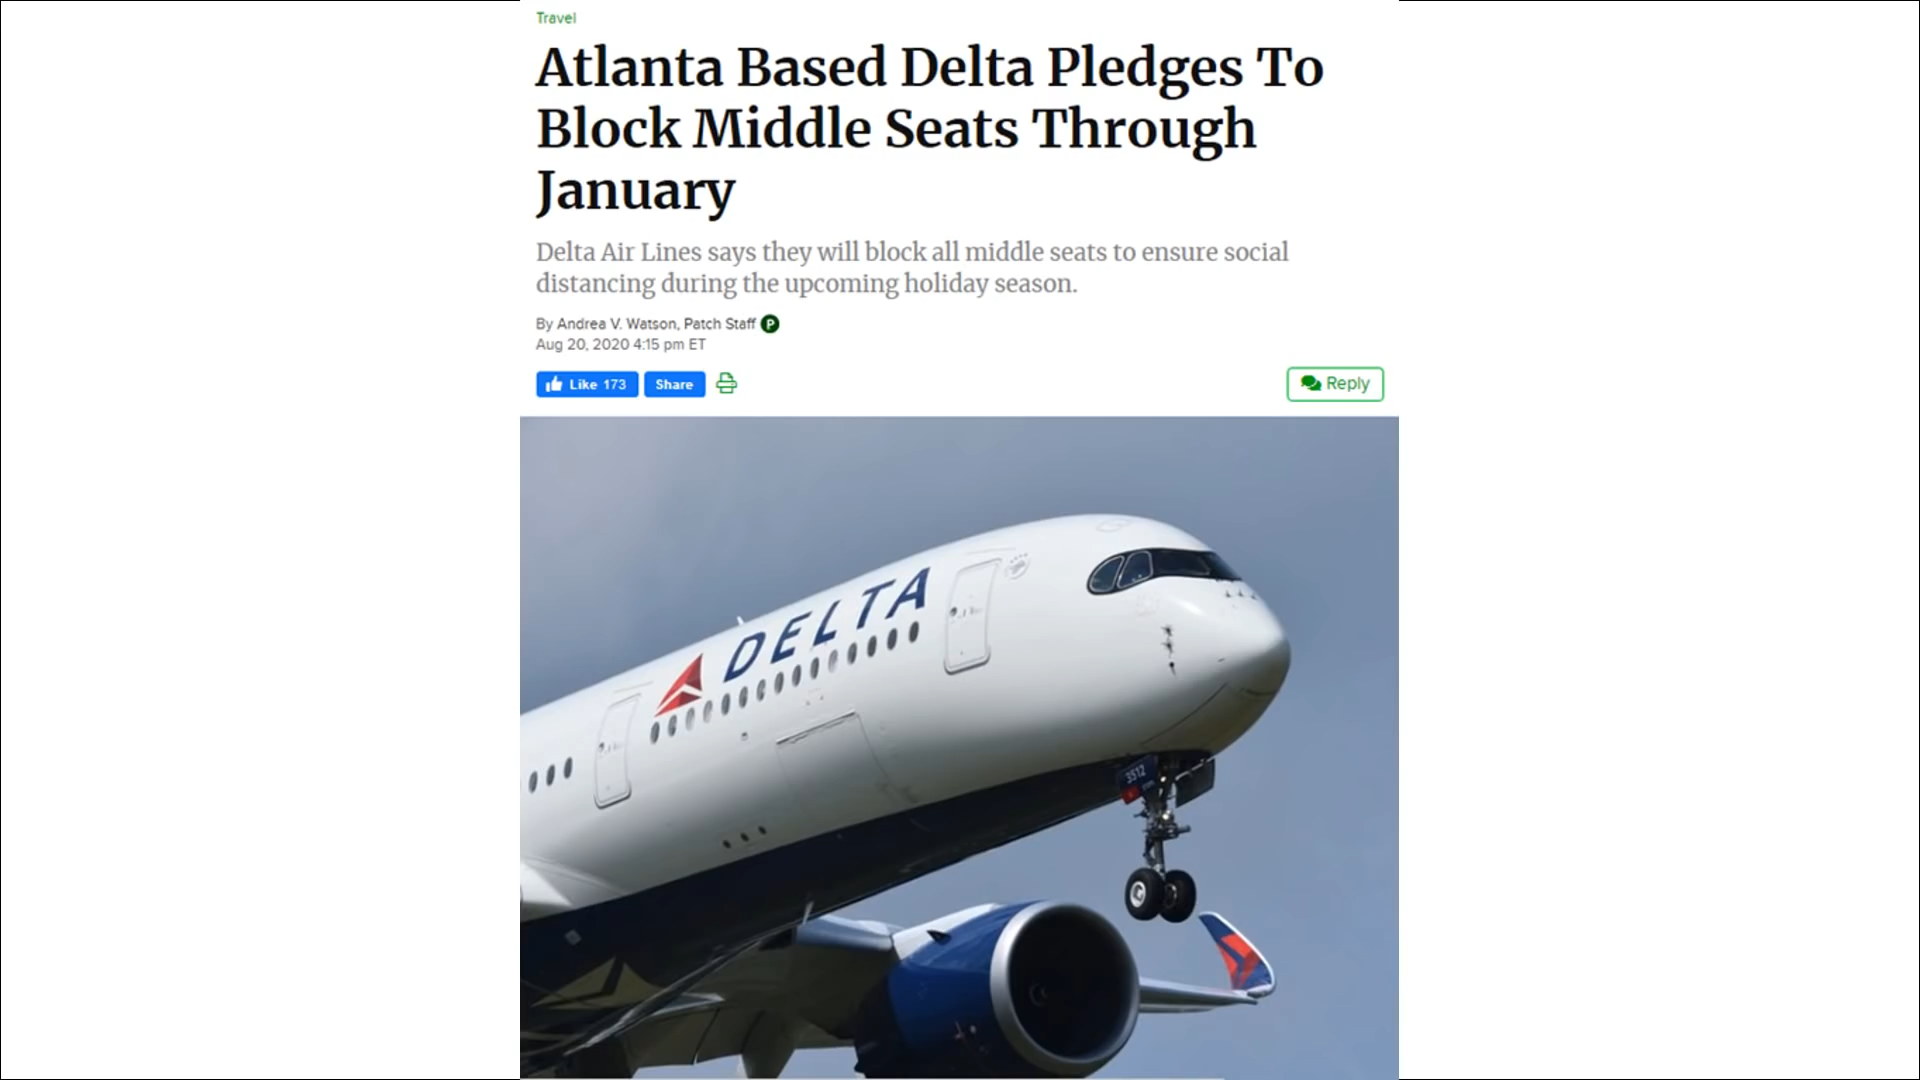 Travel
Atlanta Based Delta Pledges To
Block Middle Seats Through
January
Delta Air Lines says they will block all middle seats to ensure social
distancing during the upcoming holiday season.
By Andrea V. Watson, Patch Staff P
Aug 20, 2020 4:15 pm ET
Like 173 Share
Reply
DELTA
3512